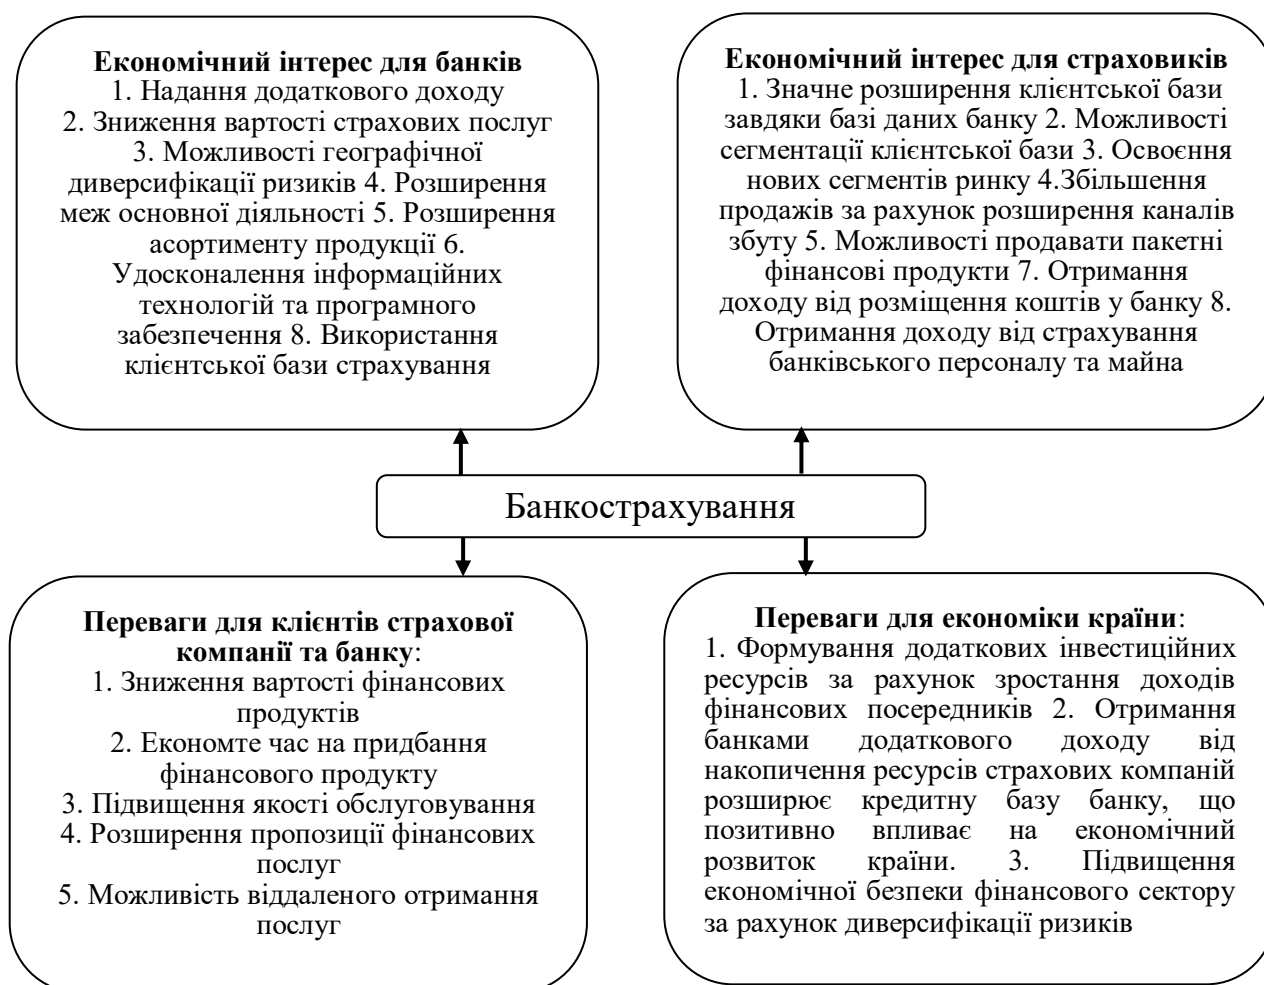 Економічний інтерес для банків
1. Надання додаткового доходу
2. Зниження вартості страхових послуг
3. Можливості географічної
диверсифікації ризиків 4. Розширення
меж основної діяльності 5. Розширення
асортименту продукції 6.
Удосконалення інформаційних
технологій та програмного
забезпечення 8. Використання
клієнтської бази страхування
Економічний інтерес для страховиків
1. Значне розширення клієнтської бази
завдяки базі даних банку 2. Можливості
сегментації клієнтської бази 3. Освоєння
нових сегментів ринку 4.Збільшення
продажів за рахунок розширення каналів
збуту 5. Можливості продавати пакетні
фінансові продукти 7. Отримання
доходу від розміщення коштів у банку 8.
Отримання доходу від страхування
банківського персоналу та майна
Банкострахування
Переваги для клієнтів страхової
компанії та банку:
1. Зниження вартості фінансових
продуктів
2. Економте час на придбання
фінансового продукту
3. Підвищення якості обслуговування
4. Розширення пропозиції фінансових
послуг
5. Можливість віддаленого отримання
послуг
Переваги для економіки країни:
1. Формування додаткових інвестиційних
ресурсів за рахунок зростання доходів
фінансових посередників 2. Отримання
банками додаткового доходу від
накопичення ресурсів страхових компаній
розширює кредитну базу банку, що
позитивно впливає на економічний
розвиток країни. 3. Підвищення
економічної безпеки фінансового сектору
за рахунок диверсифікації ризиків